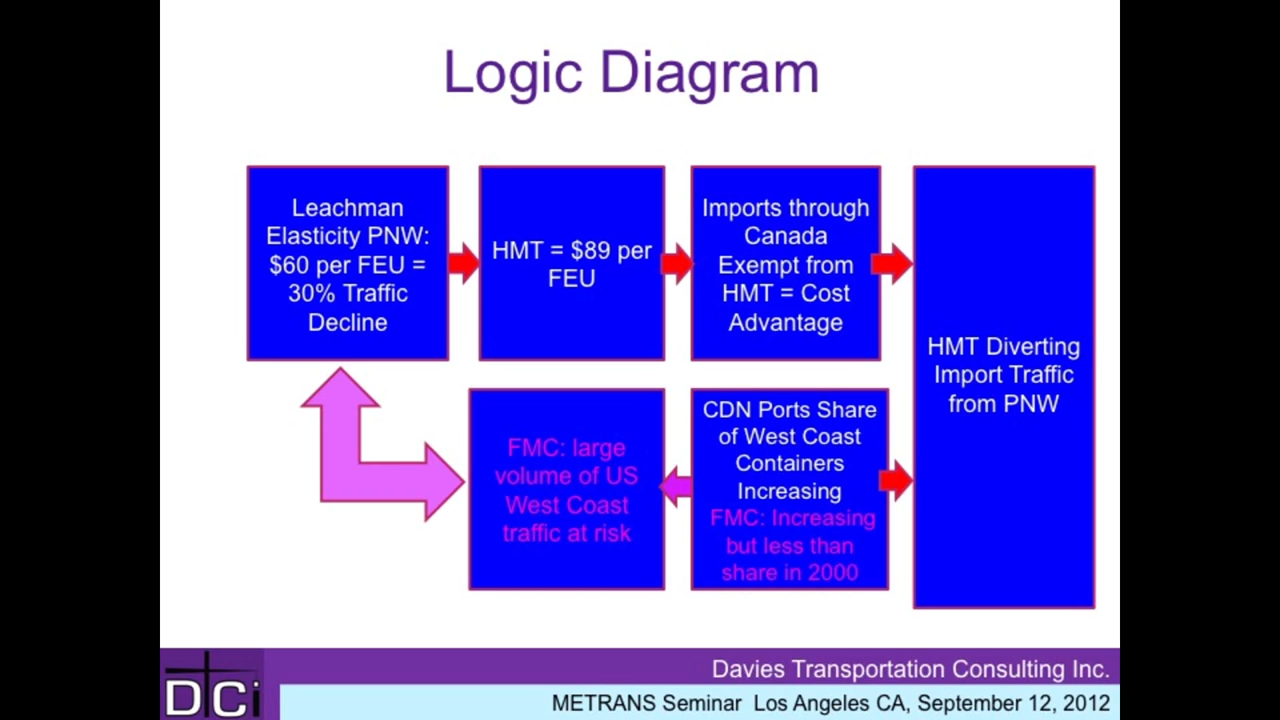 Logic Diagram
Leachman
Elasticity PNW:
$60 per FEU =
30% Traffic
Decline
HMT = $89 per
FEU
Imports through
Canada
Exempt from
HMT = Cost
Advantage
HMT Diverting
Import Traffic
from PNW
FMC: large
volume of US
West Coast
traffic at risk
CDN Ports Share
of West Coast
Containers
Increasing
FMC: Increasing
but less than
share in 2000
DTCi
Davies Transportation Consulting Inc.
METRANS Seminar Los Angeles CA, September 12, 2012